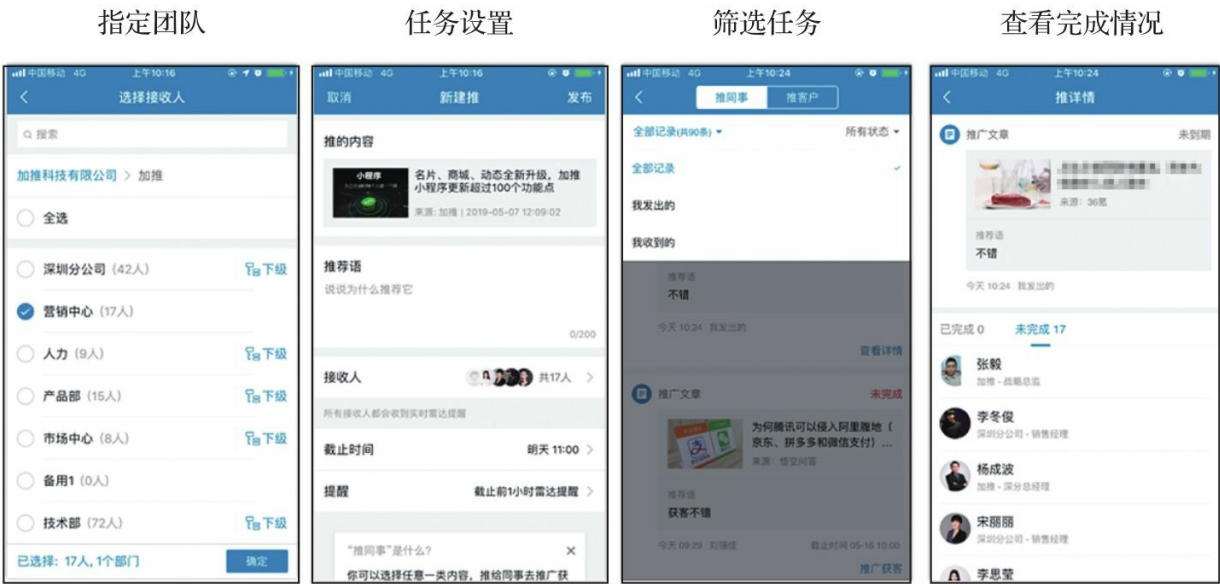 指定团队
任务设置
筛选任务
查看完成情况
中国移动 4G 上午10:16
选择接收人
搜索
加推科技有限公司 > 加推
全选
深圳分公司 (42人) 下级
营销中心 (17人)
人力 (9人) 下级
产品部 (15人) 下级
市场中心 (8人) 下级
备用1 (0人)
技术部 (72人) 下级
已选择: 17人, 1个部门 确定
中国移动 4G 上午10:16
取消 新建推 发布
推的内容
小程序
名片、商城、动态全新升级，加推
小程序更新超过100个功能点
来源: 加推 | 2019-05-07 12:09:02
推荐语
说说为什么推荐它
0/200
接收人 共17人 >
所有接收人都会收到实时雷达提醒
截止时间 明天 11:00 >
提醒 截止前1小时雷达提醒 >
“推同事”是什么? ×
你可以选择任意一类内容，推给同事去推广获
中国移动 4G 上午10:24
推同事 推客户
全部记录(共90条) 所有状态
全部记录
我发出的
我收到的
推荐语
不错
今天 10:24 我发出的
查看详情
推广文章 未完成
为何腾讯可以侵入阿里腹地（
京东、拼多多和微信支付）...
来源: 悟空问答
推荐语
获客不错
今天 09:29 截止时间 05-16 10:00
推广获客
中国移动 4G 上午10:24
推详情
推广文章 未到期
来源: 36氪
推荐语
不错
今天 10:24 我发出的
已完成 0 未完成 17
张毅
加推 - 战略总监
李冬俊
深圳分公司 - 销售经理
杨成波
加推 - 深分总经理
宋丽丽
深圳分公司 - 销售经理
李思莹